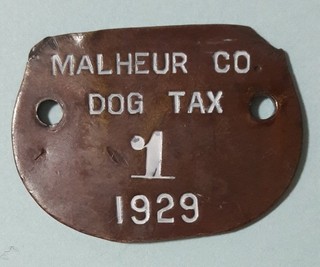 MALHEUR CO
DOG TAX
1
1929